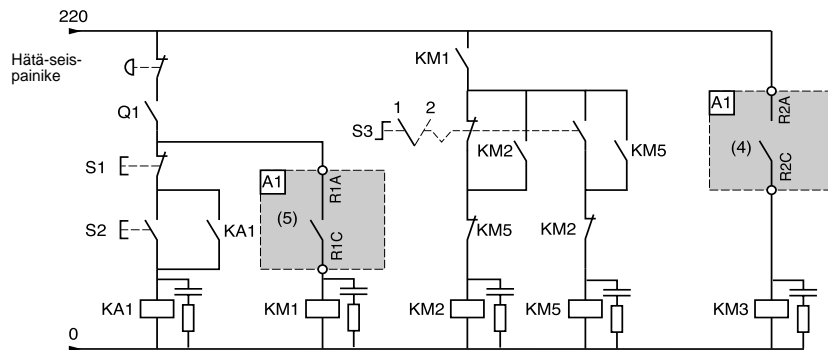 220
Hätä-seis-
painike
KM1
Q1
1 2
S3
A1
R2A
(4)
R2C
KM2
KM5
S1
A1
R1A
(5)
R1C
S2
KA1
KM5
KM2
KA1
KM1
KM2
KM5
KM3
0